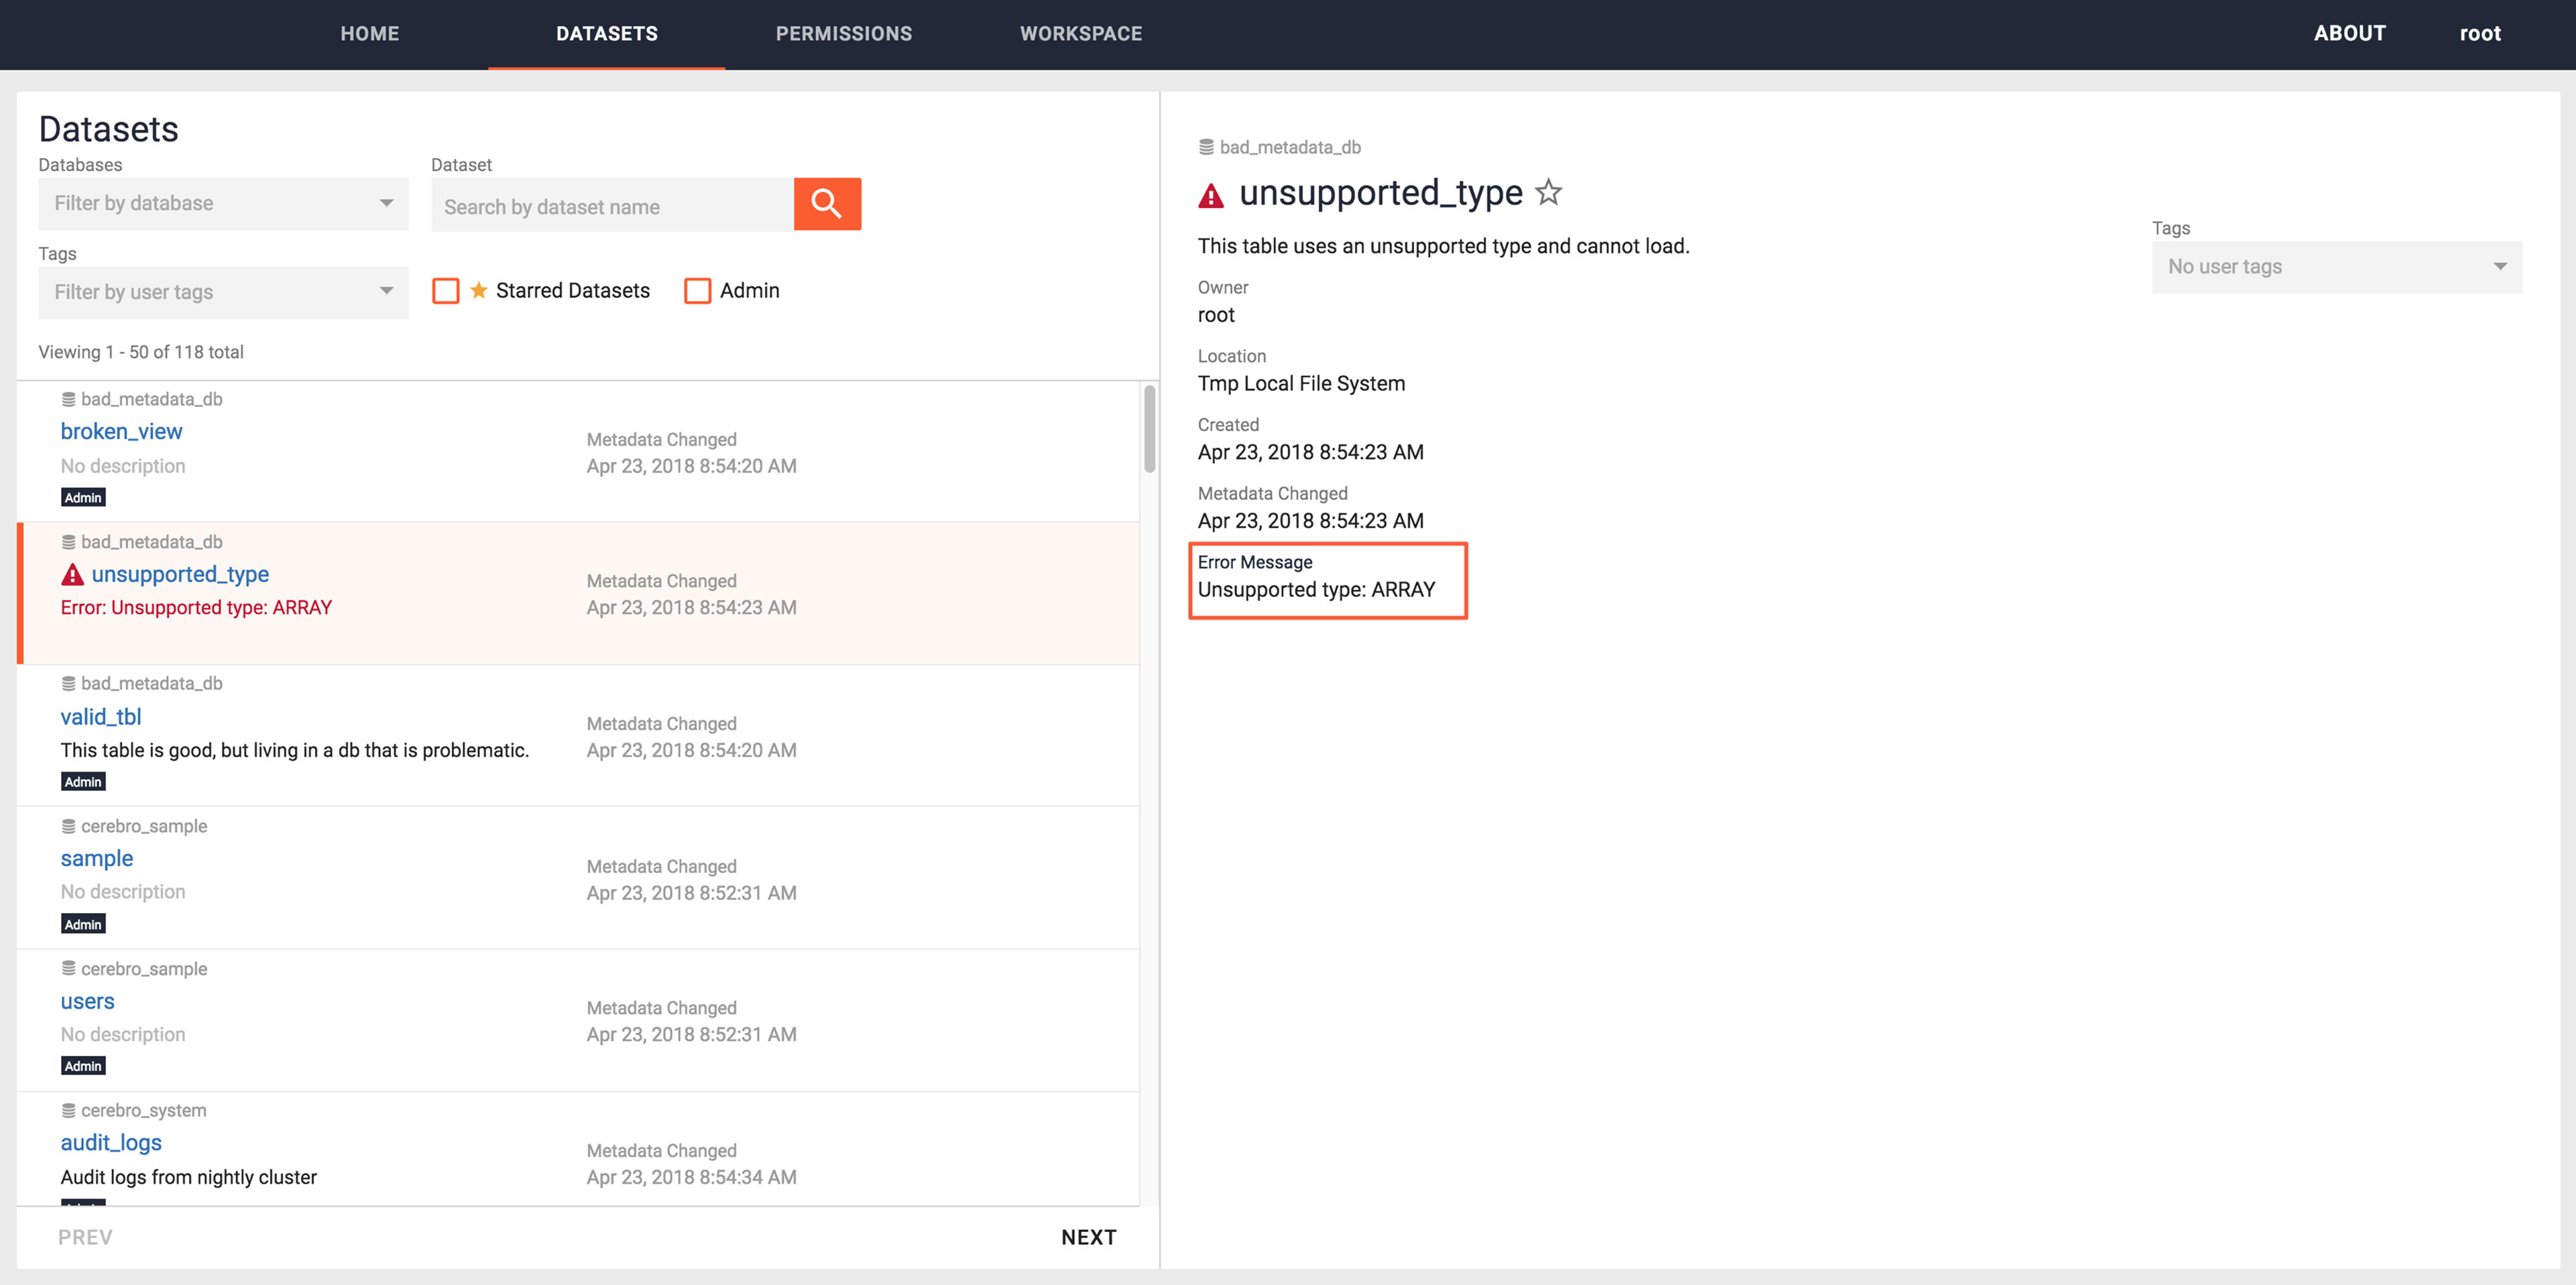 HOME
DATASETS
PERMISSIONS
WORKSPACE
ABOUT
root
Datasets
Databases
Filter by database
Dataset
Search by dataset name
Tags
Filter by user tags
Starred Datasets
Admin
Viewing 1 - 50 of 118 total
bad_metadata_db
broken_view
No description
Admin
Metadata Changed
Apr 23, 2018 8:54:20 AM
bad_metadata_db
unsupported_type
Error: Unsupported type: ARRAY
Metadata Changed
Apr 23, 2018 8:54:23 AM
bad_metadata_db
valid_tbl
This table is good, but living in a db that is problematic.
Admin
Metadata Changed
Apr 23, 2018 8:54:20 AM
cerebro_sample
sample
No description
Admin
Metadata Changed
Apr 23, 2018 8:52:31 AM
cerebro_sample
users
No description
Admin
Metadata Changed
Apr 23, 2018 8:52:31 AM
cerebro_system
audit_logs
Audit logs from nightly cluster
Metadata Changed
Apr 23, 2018 8:54:34 AM
PREV
NEXT
bad_metadata_db
unsupported_type
This table uses an unsupported type and cannot load.
Owner
root
Location
Tmp Local File System
Created
Apr 23, 2018 8:54:23 AM
Metadata Changed
Apr 23, 2018 8:54:23 AM
Error Message
Unsupported type: ARRAY
Tags
No user tags